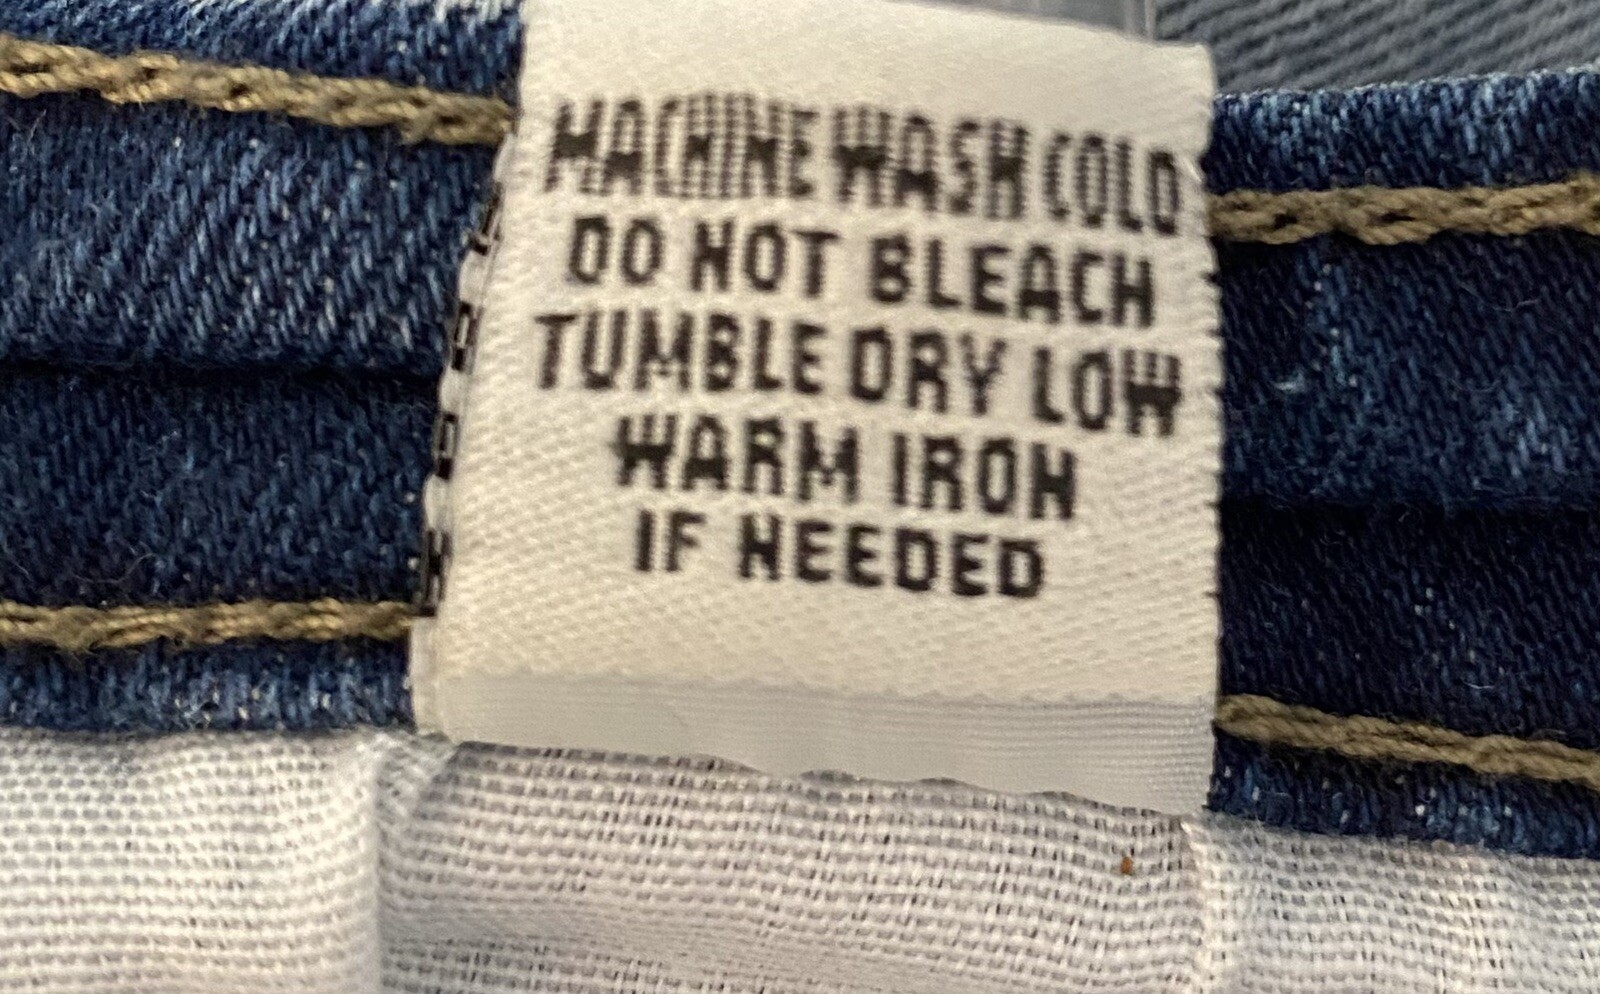 MACHINE WASH COLD
DO NOT BLEACH
TUMBLE DRY LOW
WARM IRON
IF NEEDED